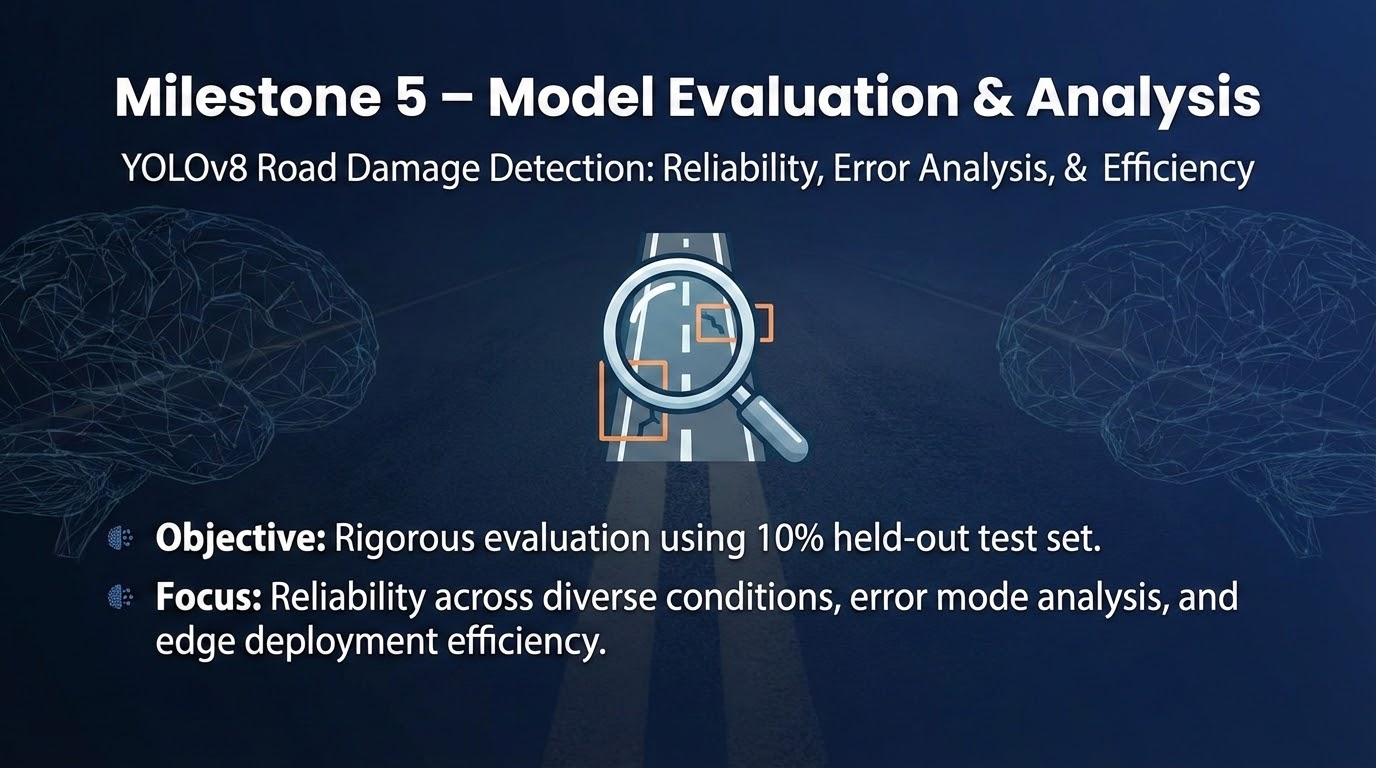 Milestone 5 – Model Evaluation & Analysis
YOLOv8 Road Damage Detection: Reliability, Error Analysis, & Efficiency
Objective: Rigorous evaluation using 10% held-out test set.
Focus: Reliability across diverse conditions, error mode analysis, and
edge deployment efficiency.